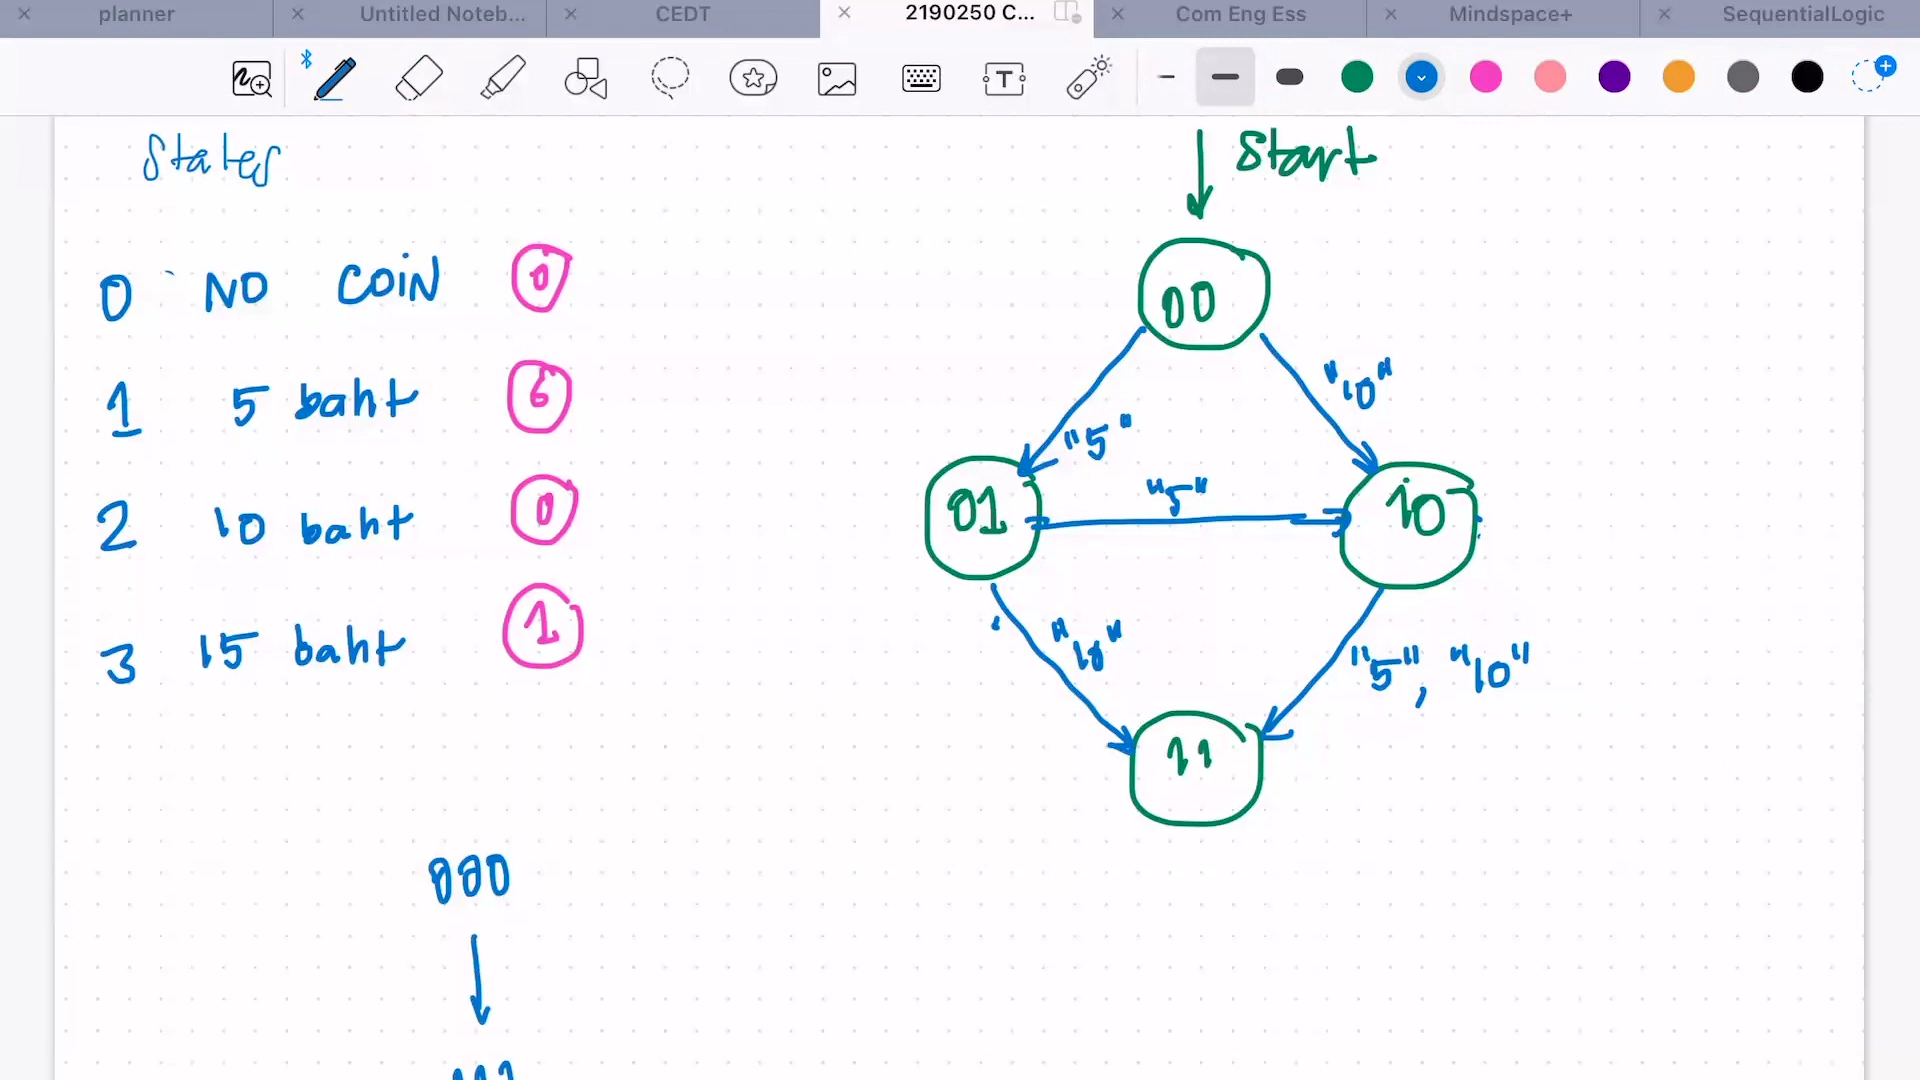 planner
Untitled Noteb...
CEDT
2190250 C...
Com Eng Ess
Mindspace+
SequentialLogic
States
0 NO COIN 0
1 5 baht 0
2 10 baht 0
3 15 baht 1
Start
00
"5"
"10"
01
"5"
10
"10"
"5", "10"
11
000